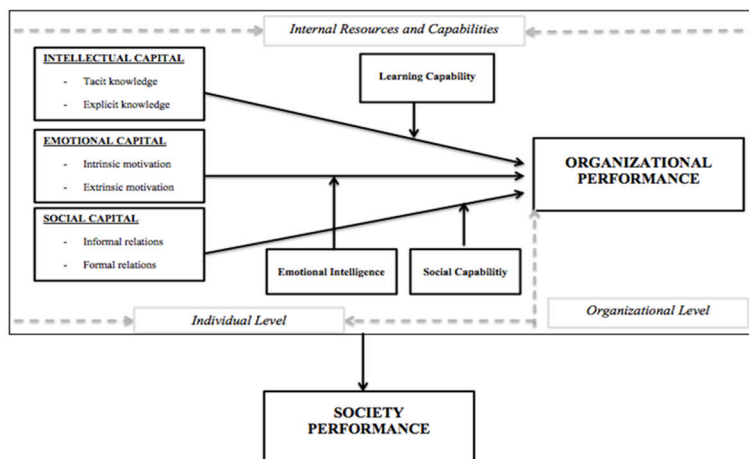 Internal Resources and Capabilities
INTELLECTUAL CAPITAL
- Tacit knowledge
- Explicit knowledge
Learning Capability
EMOTIONAL CAPITAL
- Intrinsic motivation
- Extrinsic motivation
ORGANIZATIONAL
PERFORMANCE
SOCIAL CAPITAL
- Informal relations
- Formal relations
Emotional Intelligence
Social Capabilitiy
Individual Level
Organizational Level
SOCIETY
PERFORMANCE